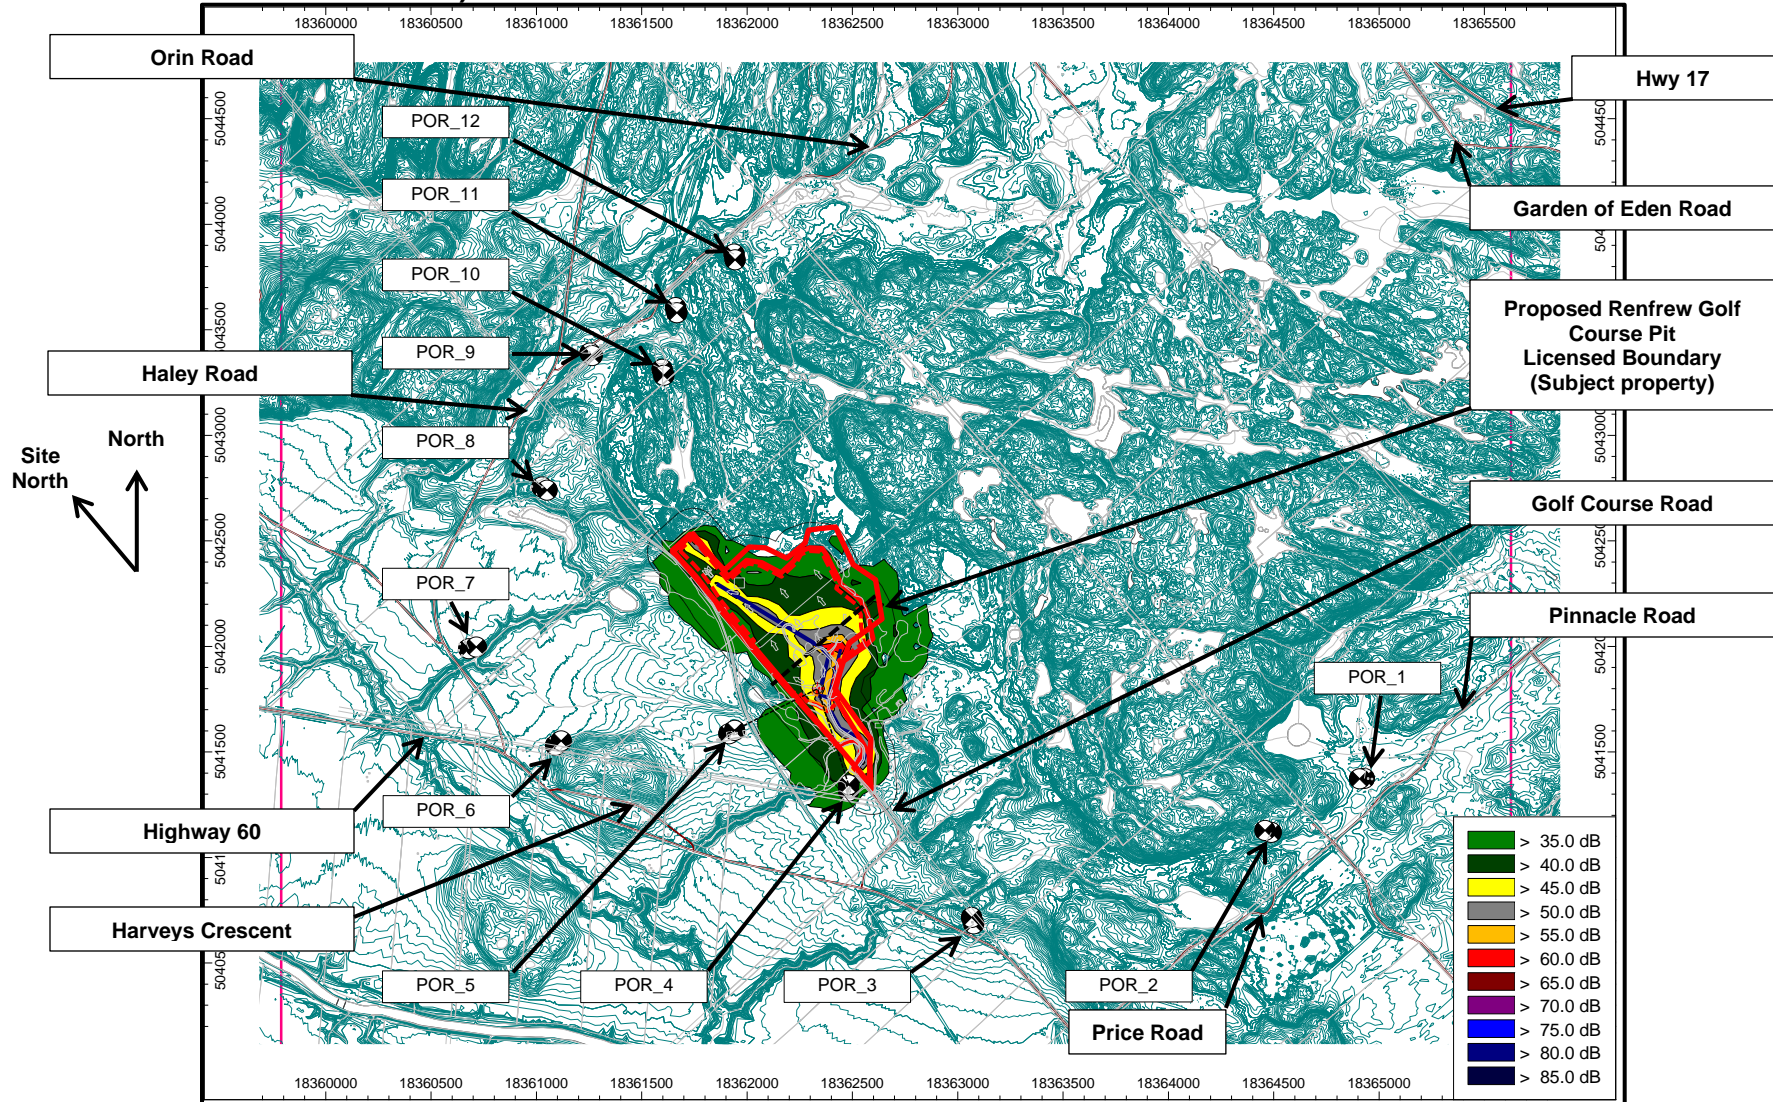 18360000 18360500 18361000 18361500 18362000 18362500 18363000 18363500 18364000 18364500 18365000 18365500
Orin Road
Hwy 17
POR_12
5044500
POR_11
Garden of Eden Road
5044000
POR_10
Proposed Renfrew Golf
Course Pit
Licensed Boundary
(Subject property)
POR_9
Haley Road
North
Site
North
POR_8
5043000
5043000
Golf Course Road
5042500
POR_7
Pinnacle Road
5042000
POR_1
5041500
5041500
POR_6
Highway 60
Harveys Crescent
POR_5
POR_4
POR_3
POR_2
Price Road
> 35.0 dB
> 40.0 dB
> 45.0 dB
> 50.0 dB
> 55.0 dB
> 60.0 dB
> 65.0 dB
> 70.0 dB
> 75.0 dB
> 80.0 dB
> 85.0 dB
18360000 18360500 18361000 18361500 18362000 18362500 18363000 18363500 18364000 18364500 18365000